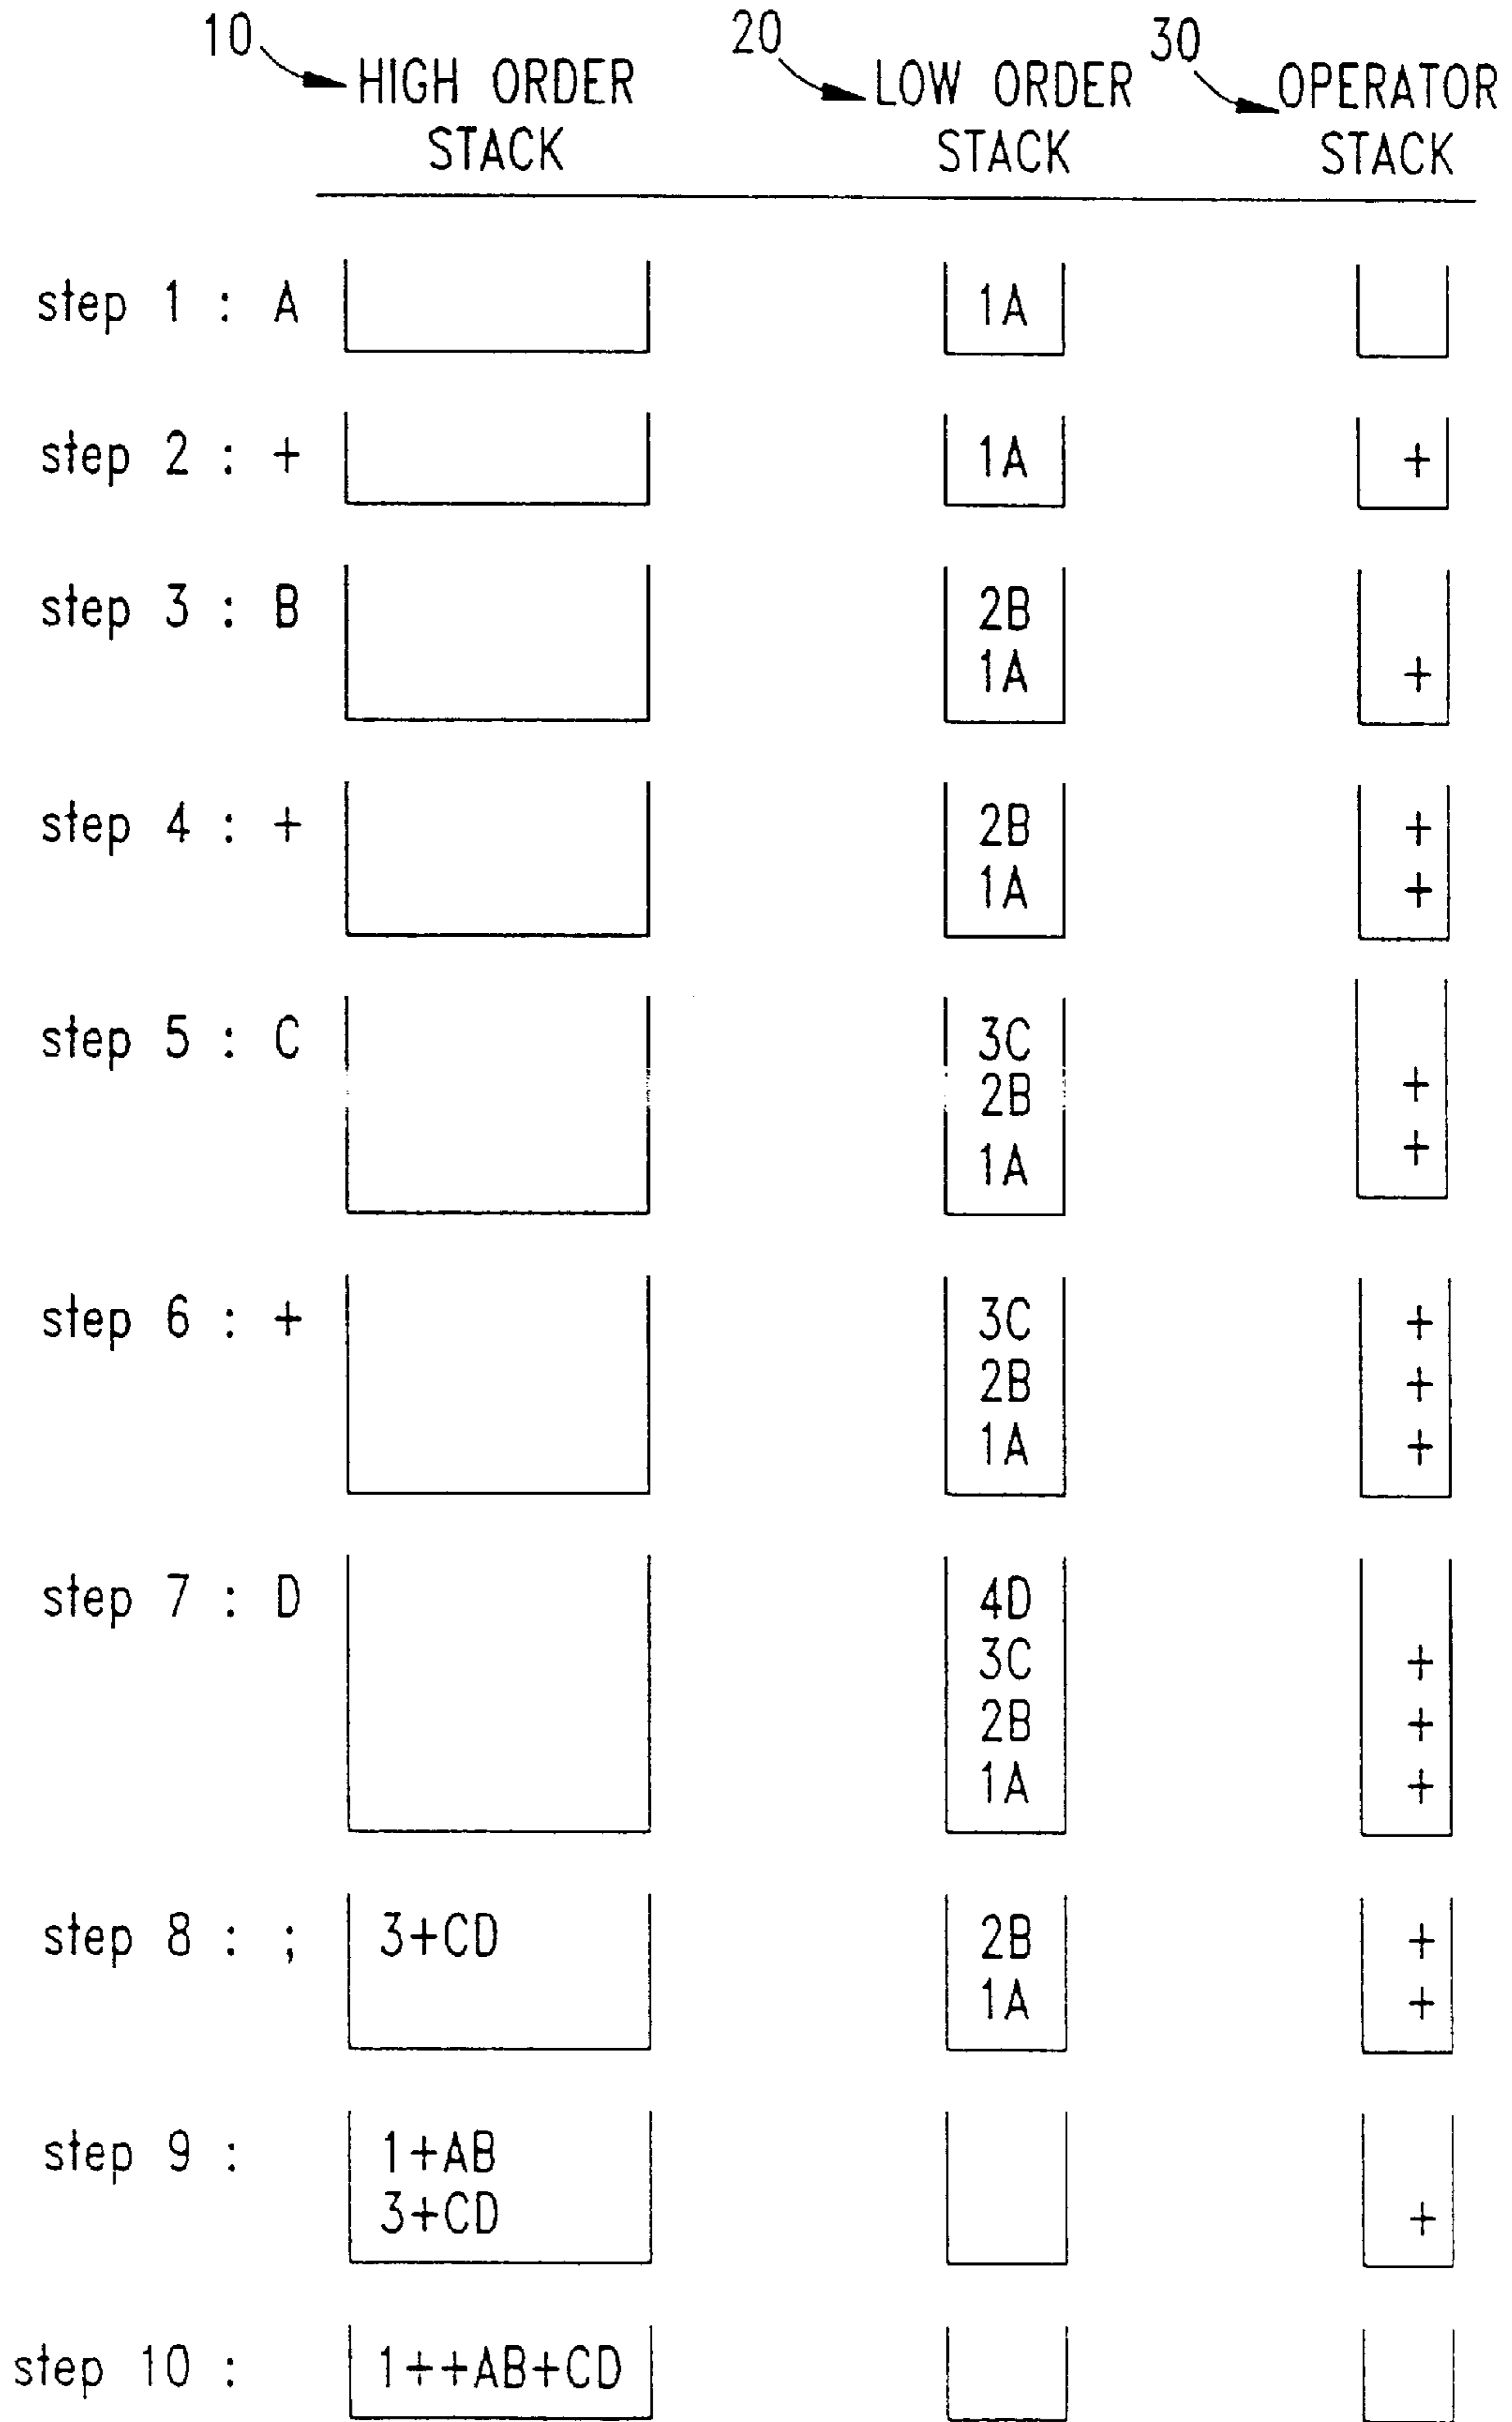 10 20 30
HIGH ORDER LOW ORDER OPERATOR
STACK STACK STACK
step 1 : A 1A
step 2 : + 1A +
step 3 : B 2B
1A +
step 4 : + 2B +
1A +
step 5 : C 3C
2B +
1A +
step 6 : + 3C +
2B +
1A +
step 7 : D 4D
3C +
2B +
1A +
step 8 : ; 3+CD 2B +
1A +
step 9 : 1+AB
3+CD +
step 10 : 1++AB+CD